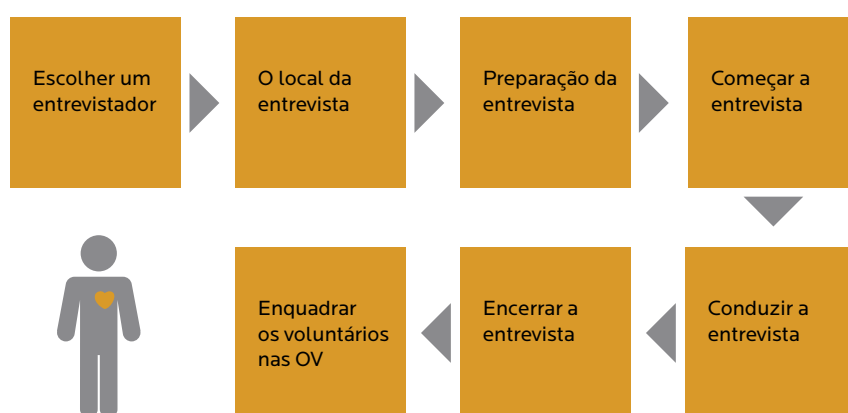 Escolher um
entrevistador
O local da
entrevista
Preparação da
entrevista
Começar a
entrevista
Conduzir a
entrevista
Encerrar a
entrevista
Enquadrar
os voluntários
nas OV